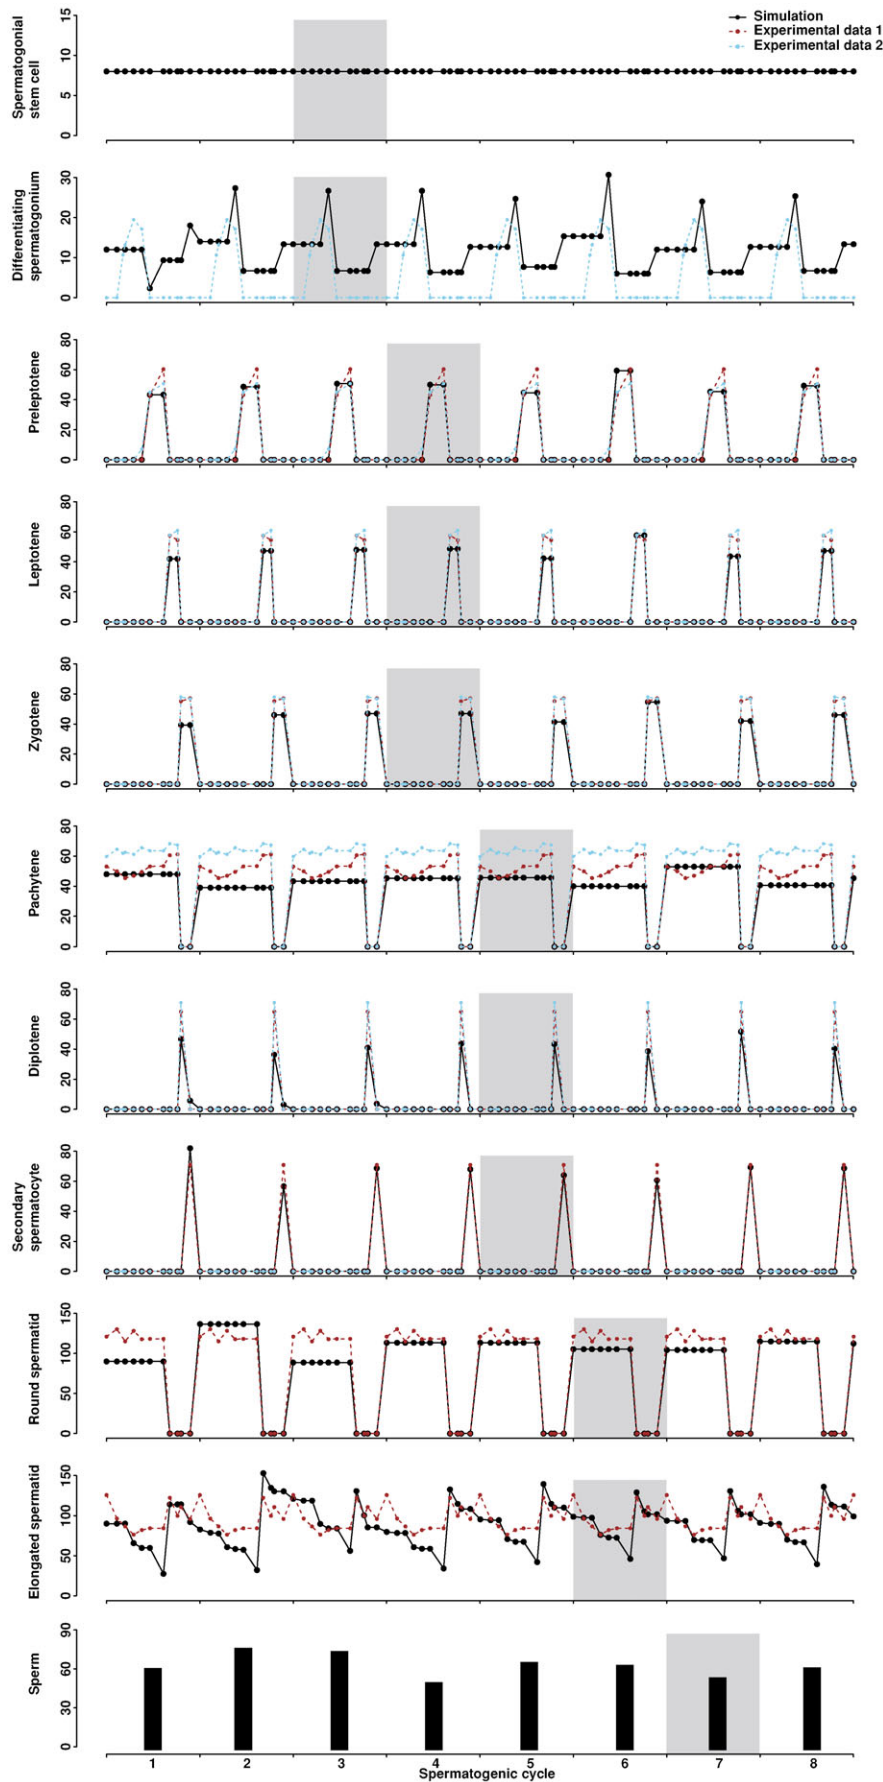 Simulation
Experimental data 1
Experimental data 2
Spermatogonial
stem cell
0 5 10 15
Differentiating
spermatogonium
0 10 20 30
Preleptotene
0 20 40 60 80
Leptotene
0 20 40 60 80
Zygotene
0 20 40 60 80
Pachytene
0 20 40 60 80
Diplotene
0 20 40 60 80
Secondary
spermatocyte
0 20 40 60 80
Round spermatid
0 50 100 150
Elongated spermatid
0 50 100 150
Sperm
0 30 60 90
1 2 3 4 5 6 7 8
Spermatogenic cycle